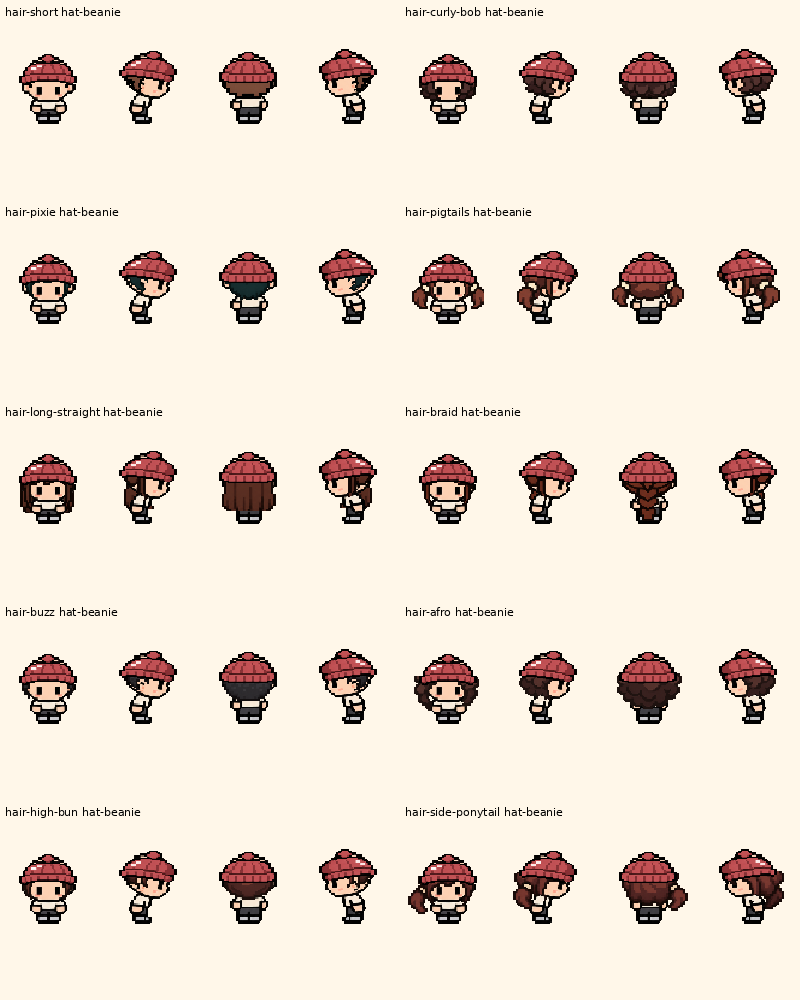 hair-short hat-beanie
hair-curly-bob hat-beanie
hair-pixie hat-beanie
hair-pigtails hat-beanie
hair-long-straight hat-beanie
hair-braid hat-beanie
hair-buzz hat-beanie
hair-afro hat-beanie
hair-high-bun hat-beanie
hair-side-ponytail hat-beanie